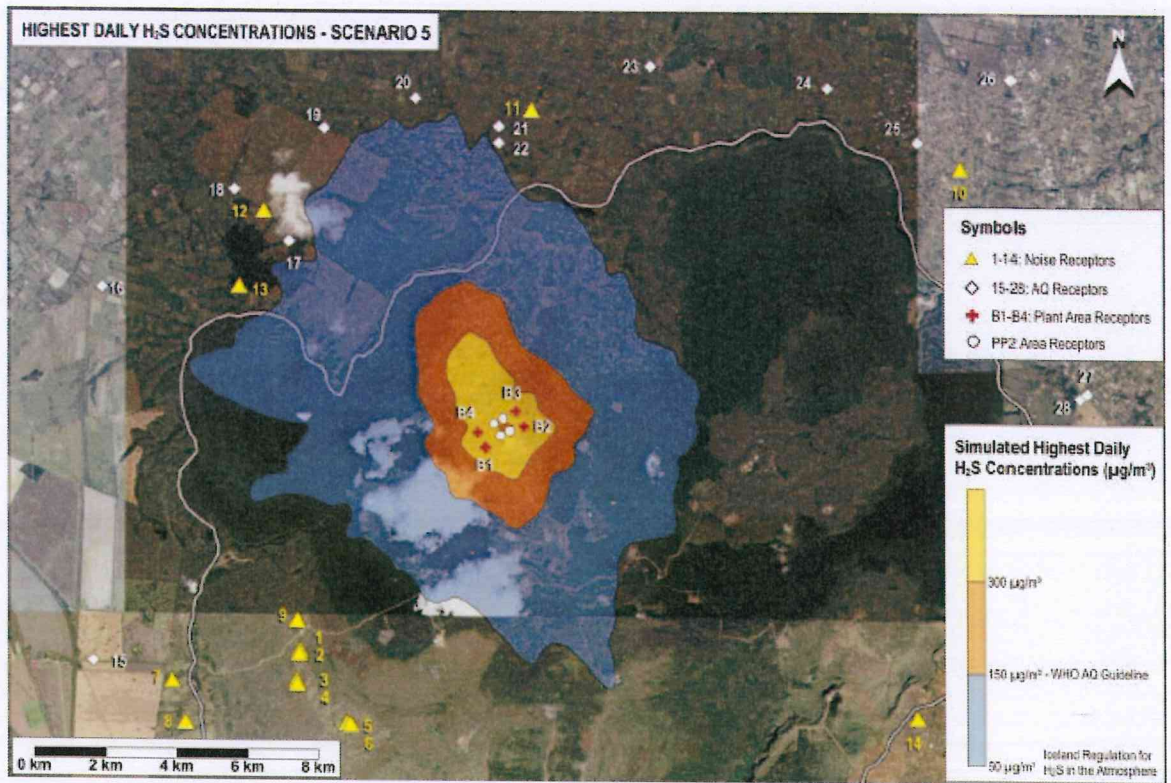 HIGHEST DAILY H₂S CONCENTRATIONS - SCENARIO 5
N
23
20
24
26
11
19
21
22
25
18
12
10
17
16
13
Symbols
1-14: Noise Receptors
15-28: AQ Receptors
B1-B4: Plant Area Receptors
PP2 Area Receptors
27
28
B3
B4
B2
B1
Simulated Highest Daily
H₂S Concentrations (µg/m³)
300 µg/m³
150 µg/m³ - WHO AQ Guideline
50 µg/m³
Iceland Regulation for
H₂S in the Atmosphere
9
1
2
15
7
3
4
8
5
6
14
0 km 2 km 4 km 6 km 8 km